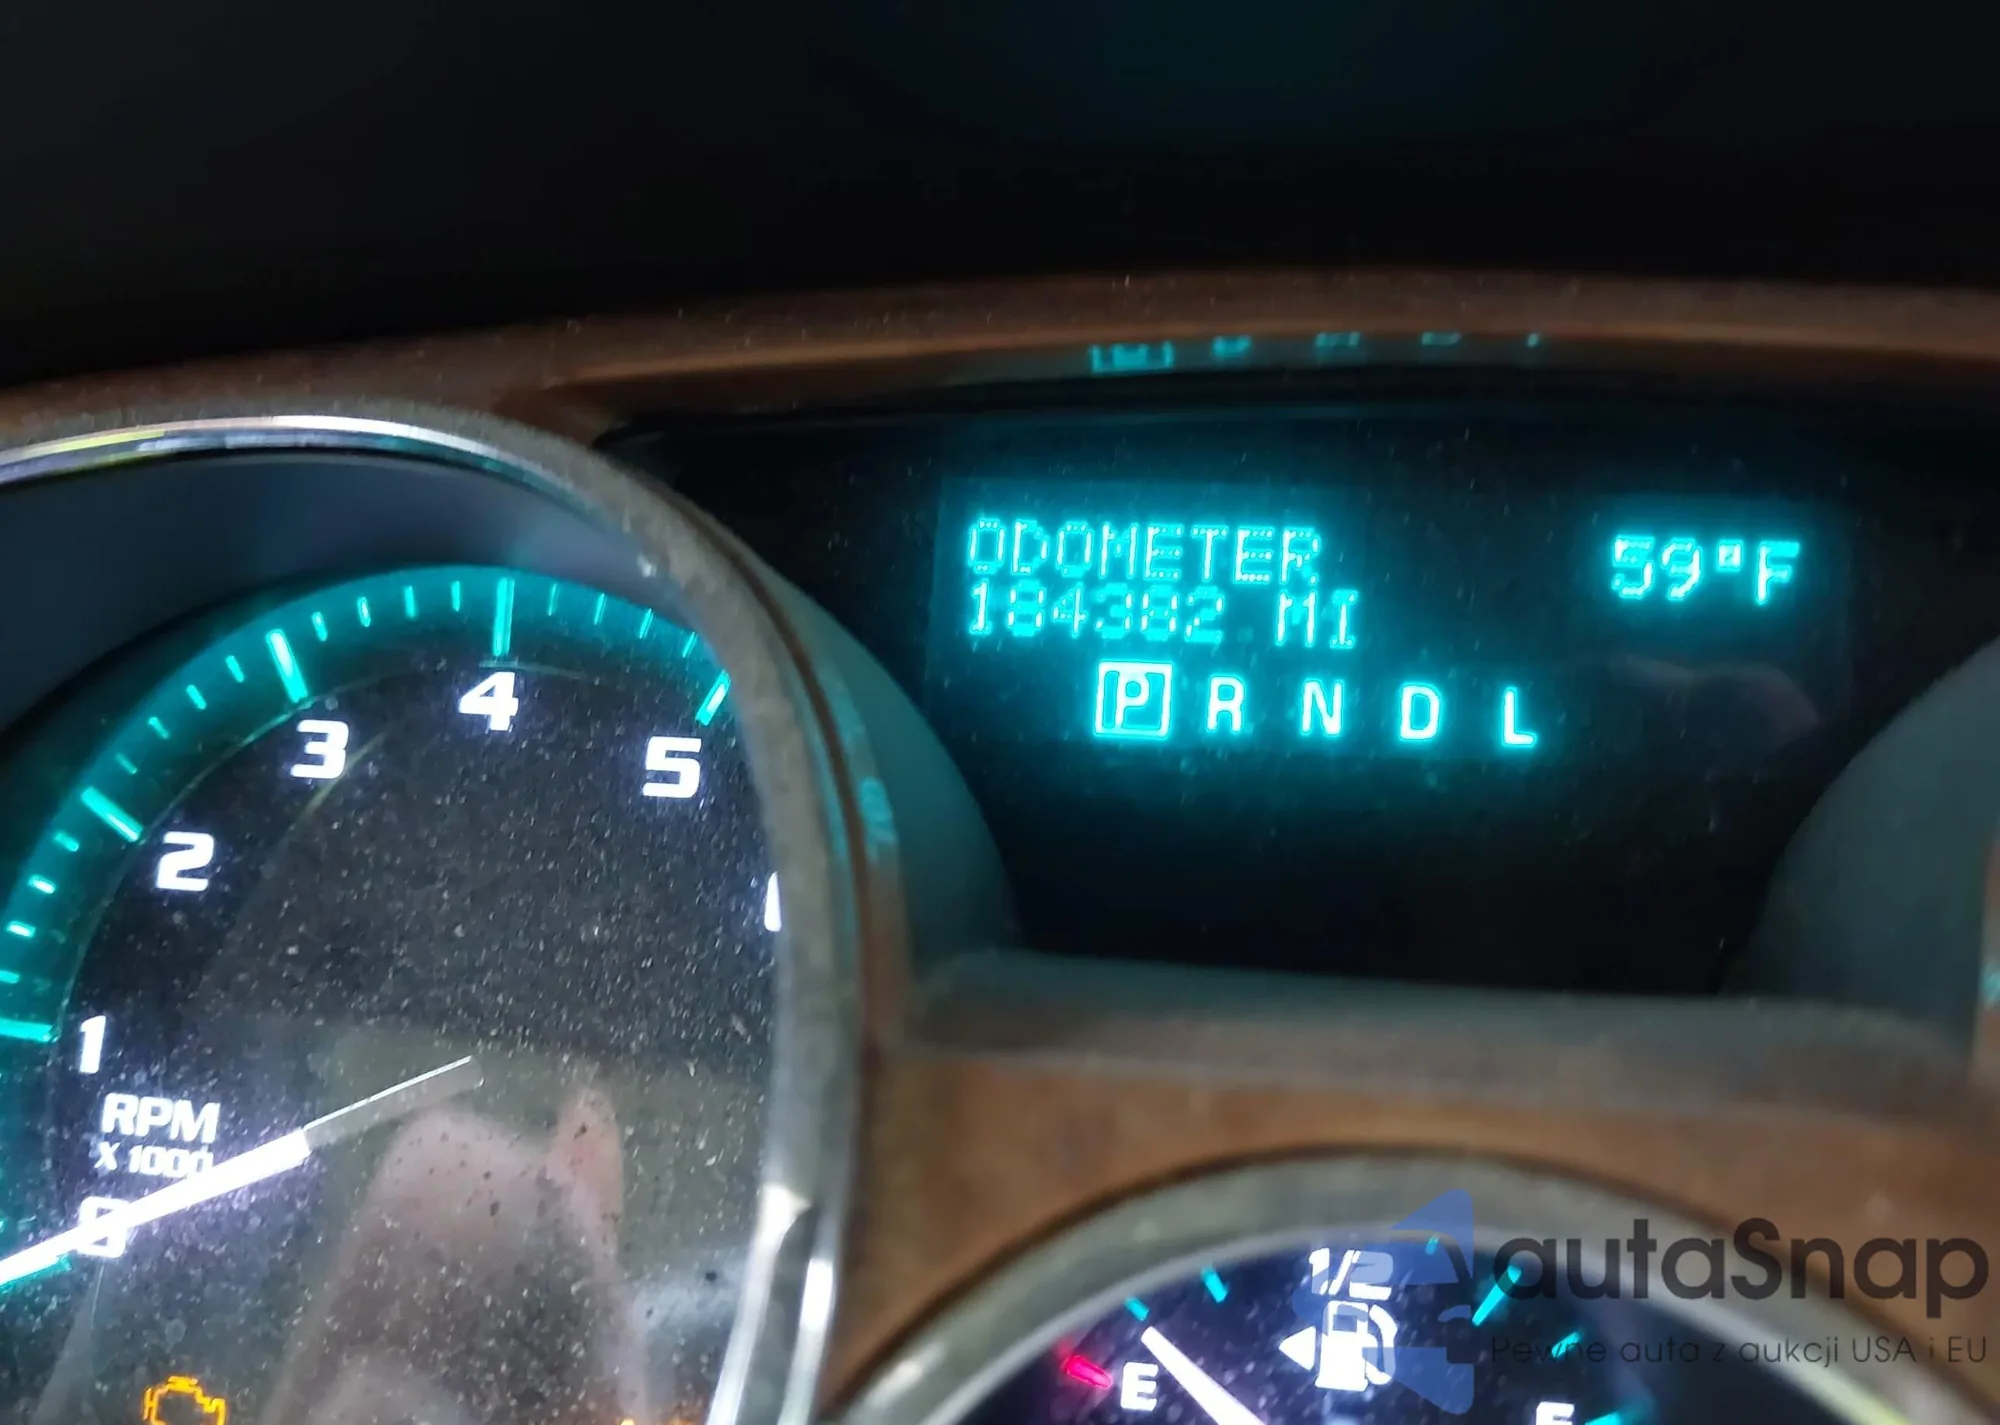 ODOMETER
184382 MI
59°F
P R N D L
1
2
3
4
5
RPM
X 1000
0
1/2
E
F
autaSnap
Pewne auta z aukcji USA i EU